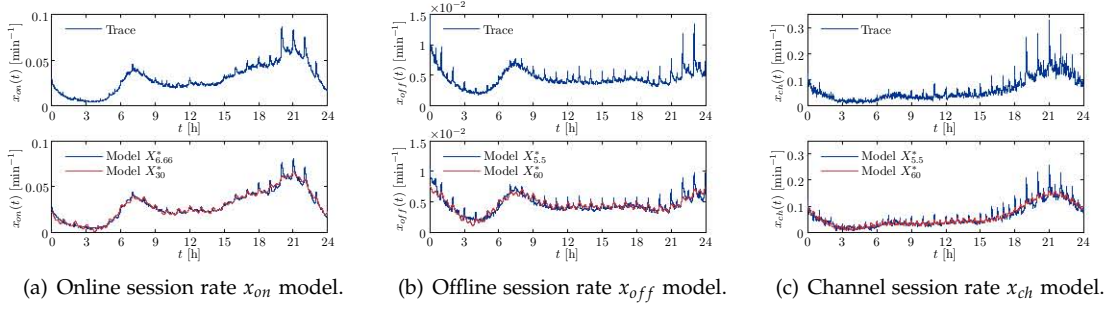 0.1
0.05
0
x_on(t) [min⁻¹]
Trace
0 3 6 9 12 15 18 21 24
t [h]
0.1
0.05
0
x_on(t) [min⁻¹]
Model X*_6.66
Model X*_30
0 3 6 9 12 15 18 21 24
t [h]
(a) Online session rate x_on model.
×10⁻²
1.5
1
0.5
0
x_off(t) [min⁻¹]
Trace
0 3 6 9 12 15 18 21 24
t [h]
×10⁻²
1.5
1
0.5
0
x_off(t) [min⁻¹]
Model X*_5.5
Model X*_60
0 3 6 9 12 15 18 21 24
t [h]
(b) Offline session rate x_off model.
0.3
0.2
0.1
0
x_ch(t) [min⁻¹]
Trace
0 3 6 9 12 15 18 21 24
t [h]
0.3
0.2
0.1
0
x_ch(t) [min⁻¹]
Model X*_5.5
Model X*_60
0 3 6 9 12 15 18 21 24
t [h]
(c) Channel session rate x_ch model.